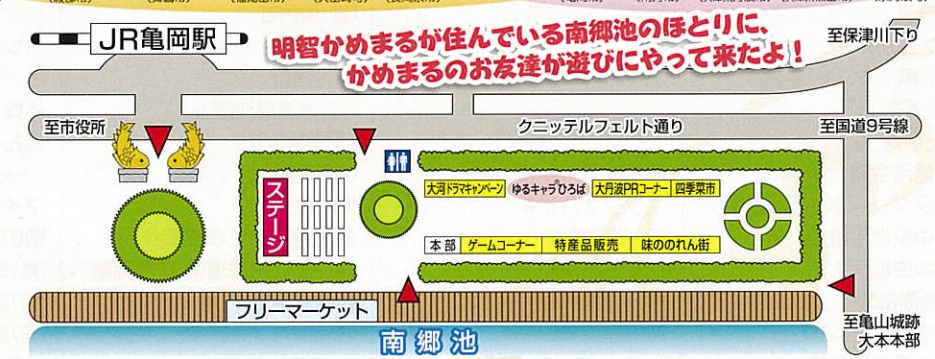 JR亀岡駅
明智かめまるが住んでいる南郷池のほとりに、
かめまるのお友達が遊びにやって来たよ！
至保津川下り
至市役所
クニッテルフェルト通り
至国道9号線
ステージ
大河ドラマキャンペーン
ゆるキャラひろば
大丹波PRコーナー
四季菜市
本部
ゲームコーナー
特産品販売
味ののれん街
フリーマーケット
至亀山城跡
大本本部
南郷池